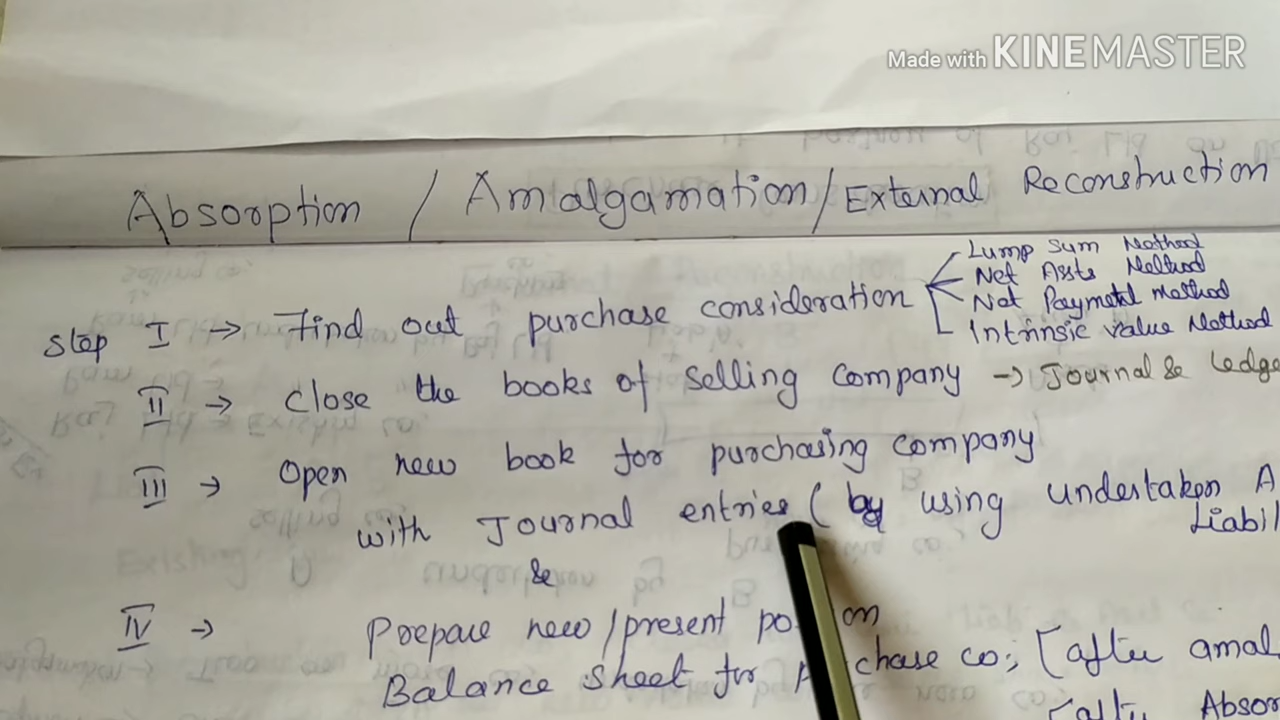 Made with KINEMASTER
Absorption / Amalgamation / External Reconstruction
Lump Sum Method
Net Assts Method
Step I → Find out purchase consideration
Net Payment method
Intrinsic value Method
II → Close the books of selling company → Journal & Ledge
III → Open new book for purchasing company
with Journal entries ( by using undertaken A
Liabil
&
IV → Prepare new / present po on
Balance sheet for P chase co; [ after amal
[ after Absor